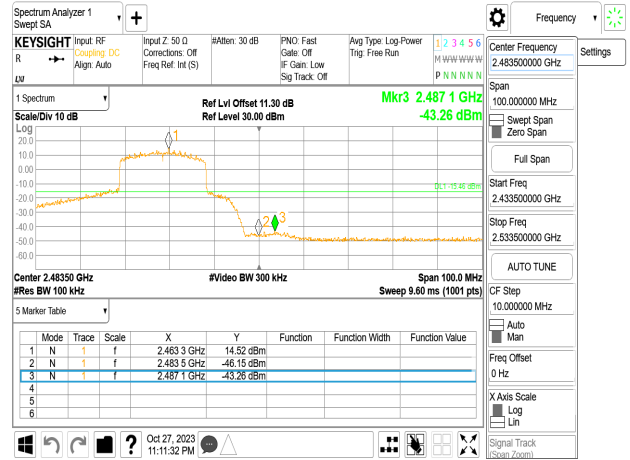 Spectrum Analyzer 1
Swept SA
Frequency
KEYSIGHT
R
Input: RF
Coupling: DC
Align: Auto
Input Z: 50 Ω
Corrections: Off
Freq Ref: Int (S)
#Atten: 30 dB
PNO: Fast
Gate: Off
IF Gain: Low
Sig Track: Off
Avg Type: Log-Power
Trig: Free Run
1 2 3 4 5 6
M W W W W W
P N N N N N
1 Spectrum
Scale/Div 10 dB
Ref Lvl Offset 11.30 dB
Ref Level 30.00 dBm
Mkr3 2.487 1 GHz
-43.26 dBm
Log
20.0
10.0
0.00
-10.0
-20.0
-30.0
-40.0
-50.0
-60.0
1
2
3
DL1 -15.46 dBm
Center 2.48350 GHz
#Res BW 100 kHz
#Video BW 300 kHz
Span 100.0 MHz
Sweep 9.60 ms (1001 pts)
5 Marker Table
Mode Trace Scale X Y Function Function Width Function Value
1 N 1 f 2.463 3 GHz 14.52 dBm
2 N 1 f 2.483 5 GHz -46.15 dBm
3 N 1 f 2.487 1 GHz -43.26 dBm
4
5
6
?
Oct 27, 2023
11:11:32 PM
Center Frequency
2.483500000 GHz
Settings
Span
100.000000 MHz
Swept Span
Zero Span
Full Span
Start Freq
2.433500000 GHz
Stop Freq
2.533500000 GHz
AUTO TUNE
CF Step
10.000000 MHz
Auto
Man
Freq Offset
0 Hz
X Axis Scale
Log
Lin
Signal Track
(Span Zoom)